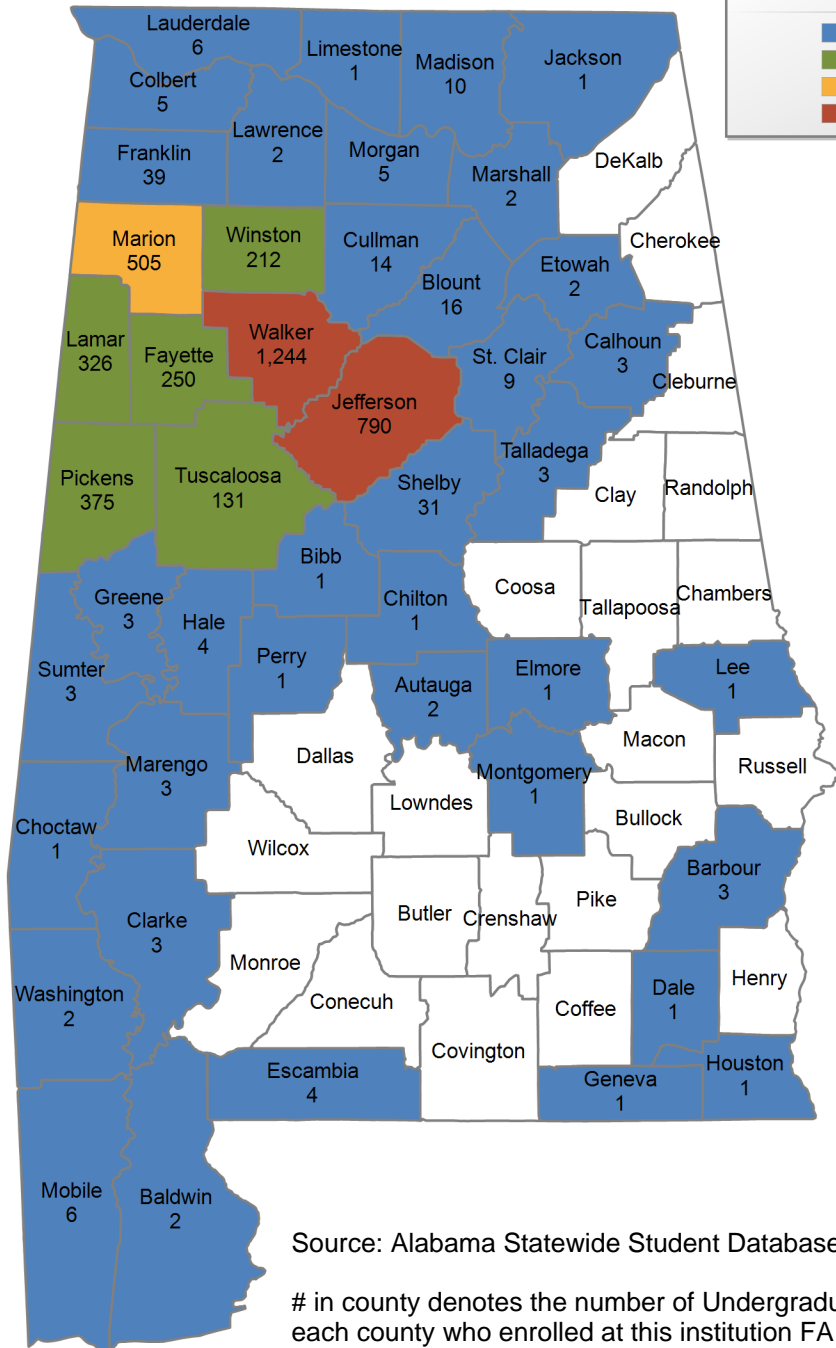 Lauderdale
6
Limestone
1
Madison
10
Jackson
1
Colbert
5
Lawrence
2
Franklin
39
Morgan
5
Marshall
2
DeKalb
Cherokee
Marion
505
Winston
212
Cullman
14
Blount
16
Etowah
2
Lamar
326
Fayette
250
Walker
1,244
Jefferson
790
St. Clair
9
Calhoun
3
Cleburne
Pickens
375
Tuscaloosa
131
Shelby
31
Talladega
3
Clay
Randolph
Bibb
1
Chilton
1
Coosa
Tallapoosa
Chambers
Greene
3
Hale
4
Sumter
3
Perry
1
Autauga
2
Elmore
1
Lee
1
Marengo
3
Dallas
Lowndes
Montgomery
1
Macon
Russell
Bullock
Choctaw
1
Wilcox
Barbour
3
Clarke
3
Butler
Crenshaw
Pike
Monroe
Washington
2
Conecuh
Covington
Coffee
Dale
1
Henry
Escambia
4
Geneva
1
Houston
1
Mobile
6
Baldwin
2
Source: Alabama Statewide Student Database
# in county denotes the number of Undergradu
each county who enrolled at this institution FA